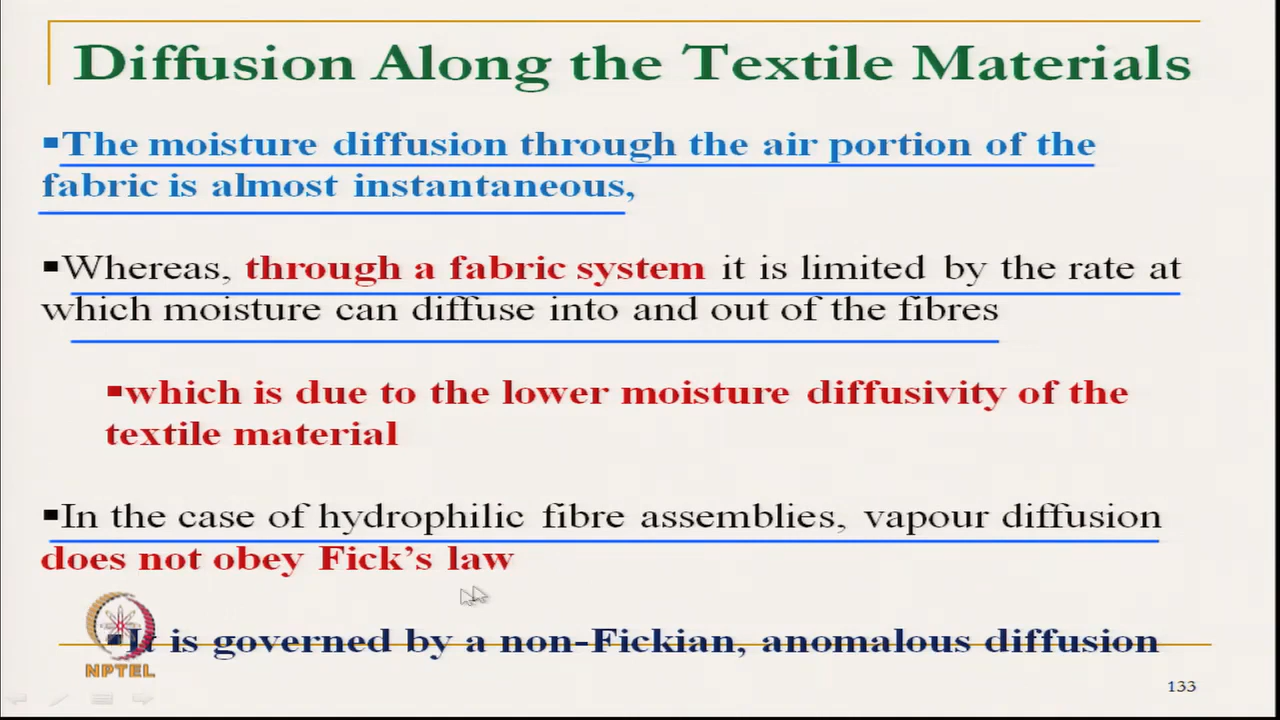 Diffusion Along the Textile Materials
▪The moisture diffusion through the air portion of the
fabric is almost instantaneous,
▪Whereas, through a fabric system it is limited by the rate at
which moisture can diffuse into and out of the fibres
▪which is due to the lower moisture diffusivity of the
textile material
▪In the case of hydrophilic fibre assemblies, vapour diffusion
does not obey Fick's law
▪It is governed by a non-Fickian, anomalous diffusion
NPTEL
133